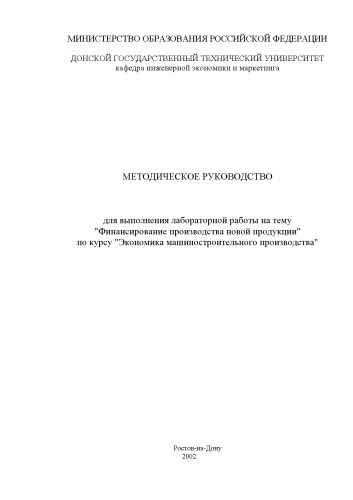 МИНИСТЕРСТВО ОБРАЗОВАНИЯ РОССИЙСКОЙ ФЕДЕРАЦИИ
ДОНСКОЙ ГОСУДАРСТВЕННЫЙ ТЕХНИЧЕСКИЙ УНИВЕРСИТЕТ
кафедра инженерной экономики и маркетинга
МЕТОДИЧЕСКОЕ РУКОВОДСТВО
для выполнения лабораторной работы на тему
"Финансирование производства новой продукции"
по курсу "Экономика машиностроительного производства"
Ростов-на-Дону
2002